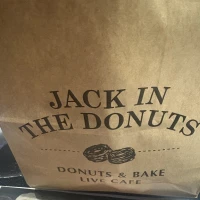 JACK IN
THE DONUTS
DONUTS & BAKE
LIVE CAFE